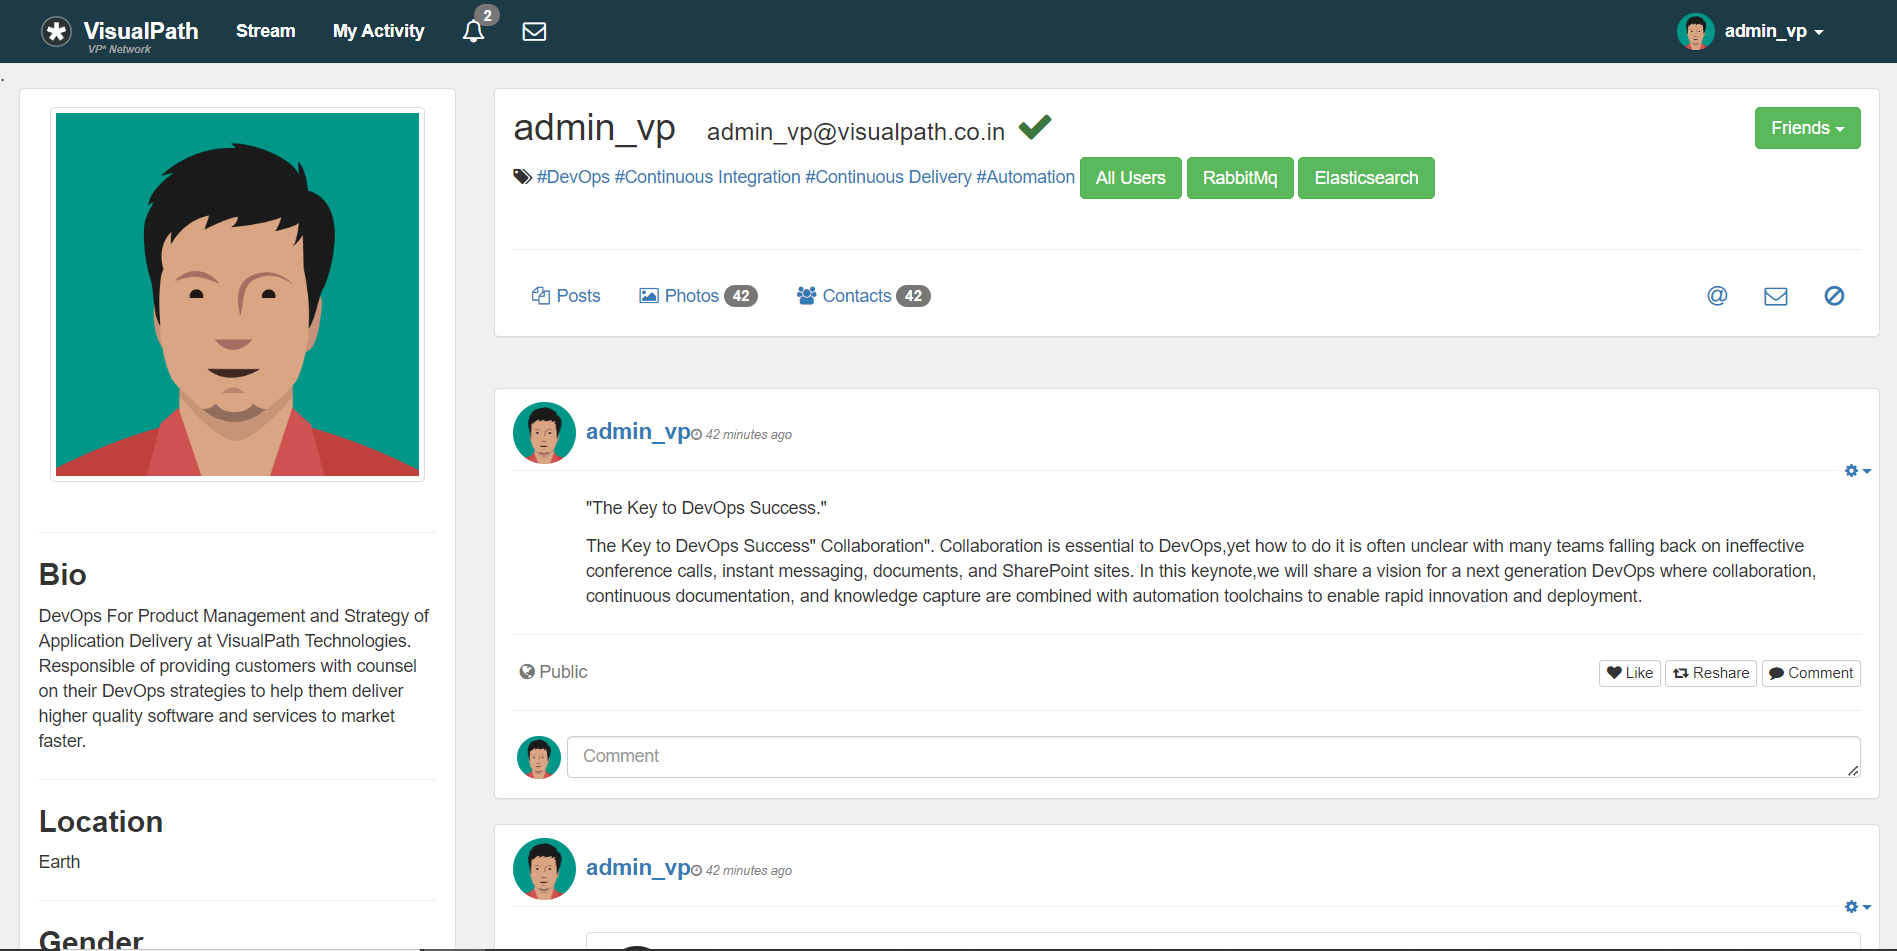 VisualPath
VP* Network
Stream
My Activity
2
admin_vp
.
admin_vp admin_vp@visualpath.co.in
Friends
#DevOps #Continuous Integration #Continuous Delivery #Automation All Users RabbitMq Elasticsearch
Posts
Photos 42
Contacts 42
@
Bio
DevOps For Product Management and Strategy of
Application Delivery at VisualPath Technologies.
Responsible of providing customers with counsel
on their DevOps strategies to help them deliver
higher quality software and services to market
faster.
Location
Earth
Gender
admin_vp 42 minutes ago
"The Key to DevOps Success."
The Key to DevOps Success" Collaboration". Collaboration is essential to DevOps,yet how to do it is often unclear with many teams falling back on ineffective
conference calls, instant messaging, documents, and SharePoint sites. In this keynote,we will share a vision for a next generation DevOps where collaboration,
continuous documentation, and knowledge capture are combined with automation toolchains to enable rapid innovation and deployment.
Public
Like
Reshare
Comment
Comment
admin_vp 42 minutes ago